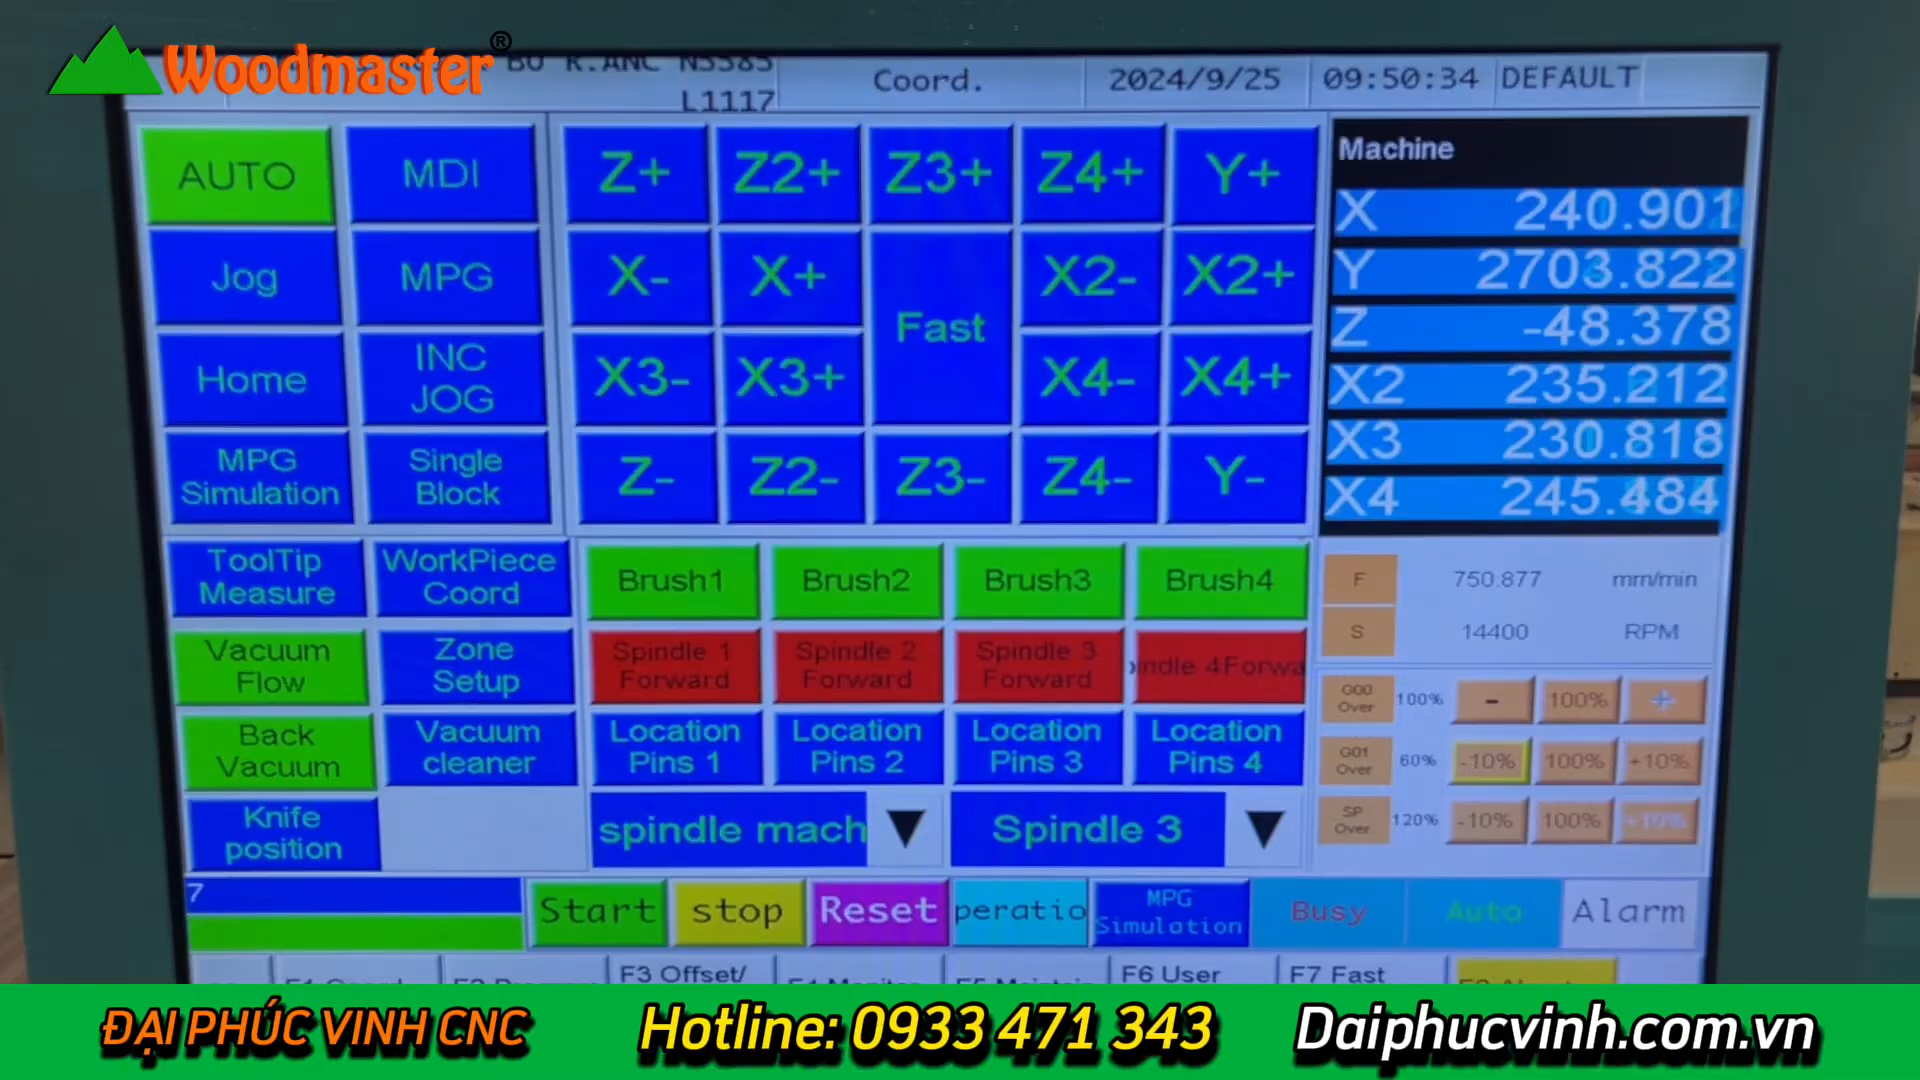 Woodmaster®
N5585
L1117
Coord.
2024/9/25
09:50:34
DEFAULT
AUTO
MDI
Z+
Z2+
Z3+
Z4+
Y+
Jog
MPG
X-
X+
Fast
X2-
X2+
Home
INC
JOG
X3-
X3+
X4-
X4+
MPG
Simulation
Single
Block
Z-
Z2-
Z3-
Z4-
Y-
Machine
X 240.901
Y 2703.822
Z -48.378
X2 235.212
X3 230.818
X4 245.484
ToolTip
Measure
WorkPiece
Coord
Brush1
Brush2
Brush3
Brush4
F 750.877 mm/min
S 14400 RPM
Vacuum
Flow
Zone
Setup
Spindle 1
Forward
Spindle 2
Forward
Spindle 3
Forward
ndle 4Forwa
G00
Over
100%
-
100%
+
Back
Vacuum
Vacuum
cleaner
Location
Pins 1
Location
Pins 2
Location
Pins 3
Location
Pins 4
G01
Over
60%
-10%
100%
+10%
Knife
position
spindle mach
▼
Spindle 3
▼
SP
Over
120%
-10%
100%
+10%
7
Start
stop
Reset
peratio
MPG
Simulation
Busy
Auto
Alarm
F3 Offset/
F6 User
F7 Fast
ĐẠI PHÚC VINH CNC
Hotline: 0933 471 343
Daiphucvinh.com.vn